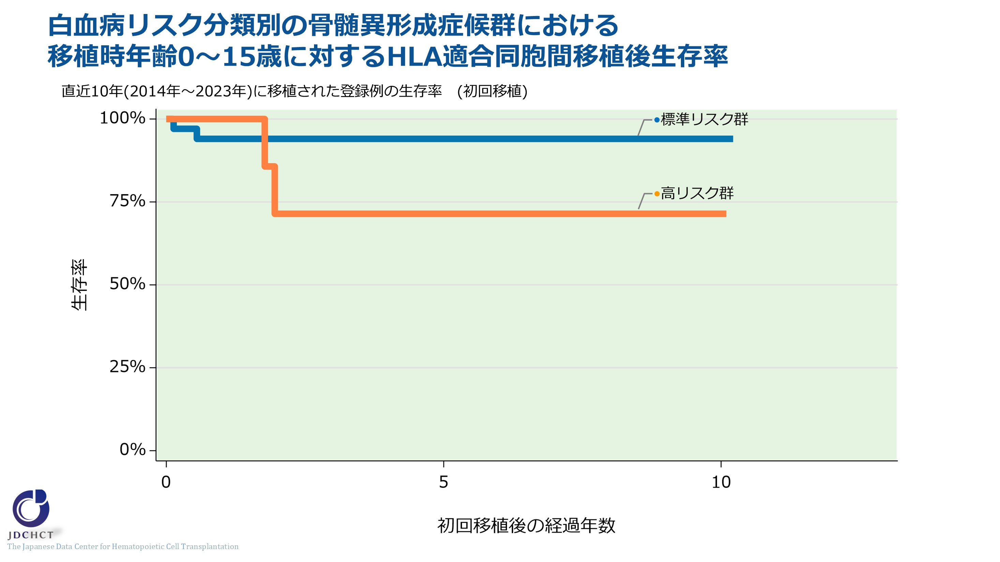 白血病リスク分類別の骨髄異形成症候群における
移植時年齢0～15歳に対するHLA適合同胞間移植後生存率
直近10年(2014年～2023年)に移植された登録例の生存率　(初回移植)
100%
75%
50%
25%
0%
生存率
標準リスク群
高リスク群
0
5
10
初回移植後の経過年数
JDCHCT
The Japanese Data Center for Hematopoietic Cell Transplantation